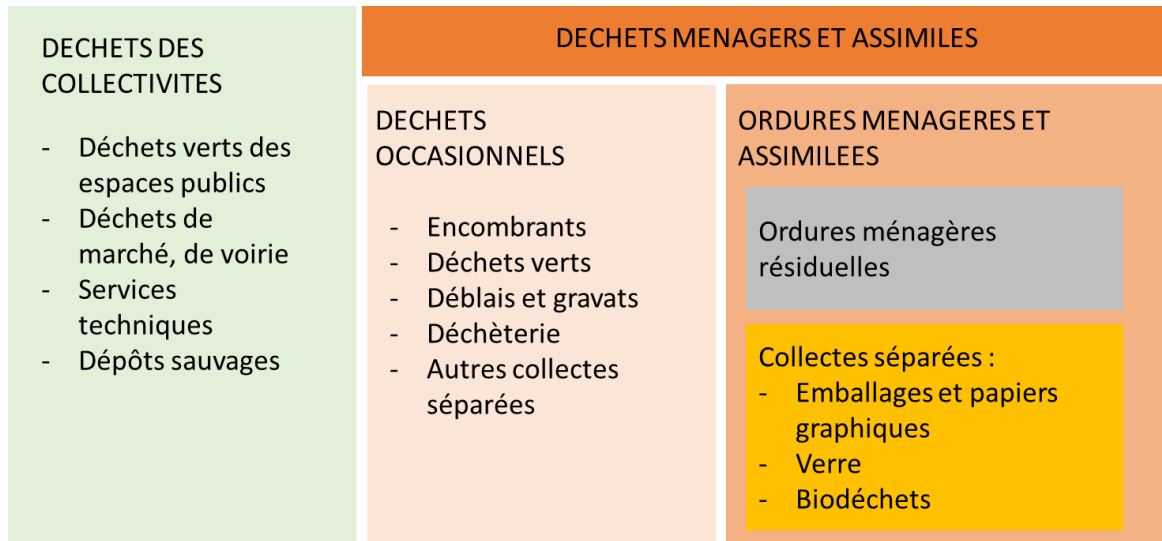 DECHETS DES
COLLECTIVITES
- Déchets verts des
espaces publics
- Déchets de
marché, de voirie
- Services
techniques
- Dépôts sauvages
DECHETS MENAGERS ET ASSIMILES
DECHETS
OCCASIONNELS
- Encombrants
- Déchets verts
- Déblais et gravats
- Déchèterie
- Autres collectes
séparées
ORDURES MENAGERES ET
ASSIMILEES
Ordures ménagères
résiduelles
Collectes séparées :
- Emballages et papiers
graphiques
- Verre
- Biodéchets